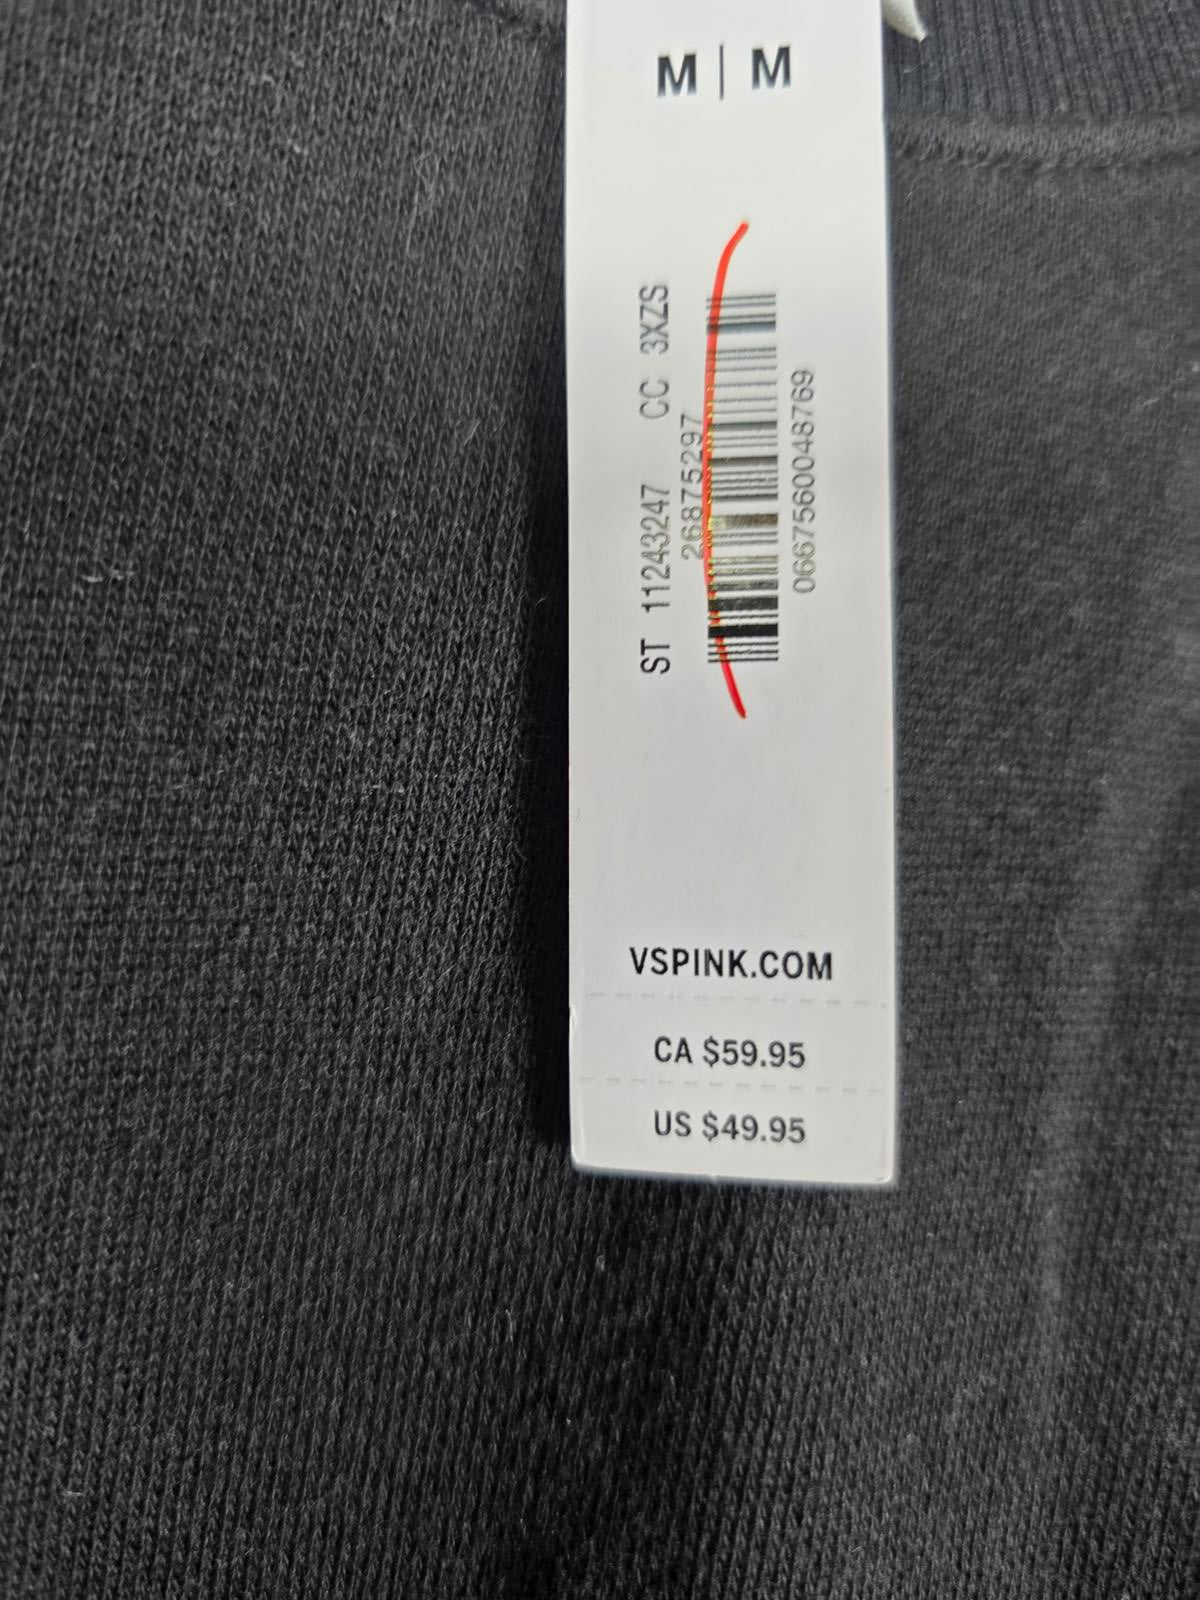 M | M
ST 11243247 CC 3XZS
26875297
0667560048769
VSPINK.COM
CA $59.95
US $49.95